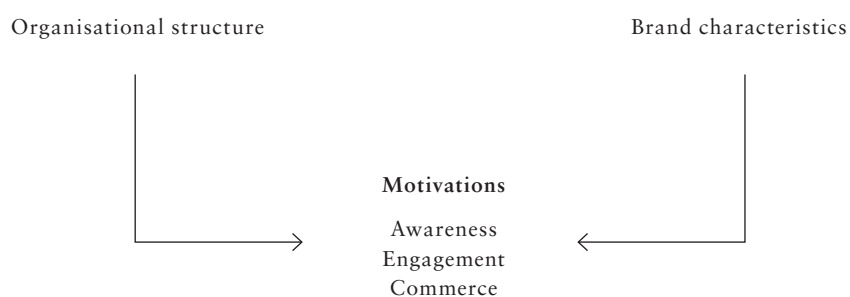 Organisational structure
Brand characteristics
Motivations
Awareness
Engagement
Commerce